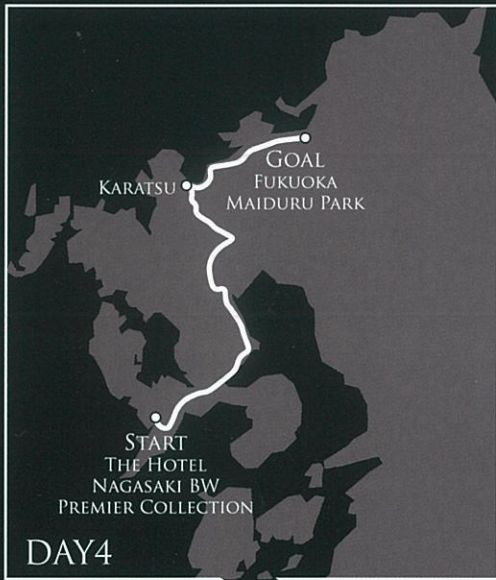 GOAL
FUKUOKA
MAIDURU PARK
KARATSU
START
THE HOTEL
NAGASAKI BW
PREMIER COLLECTION
DAY4